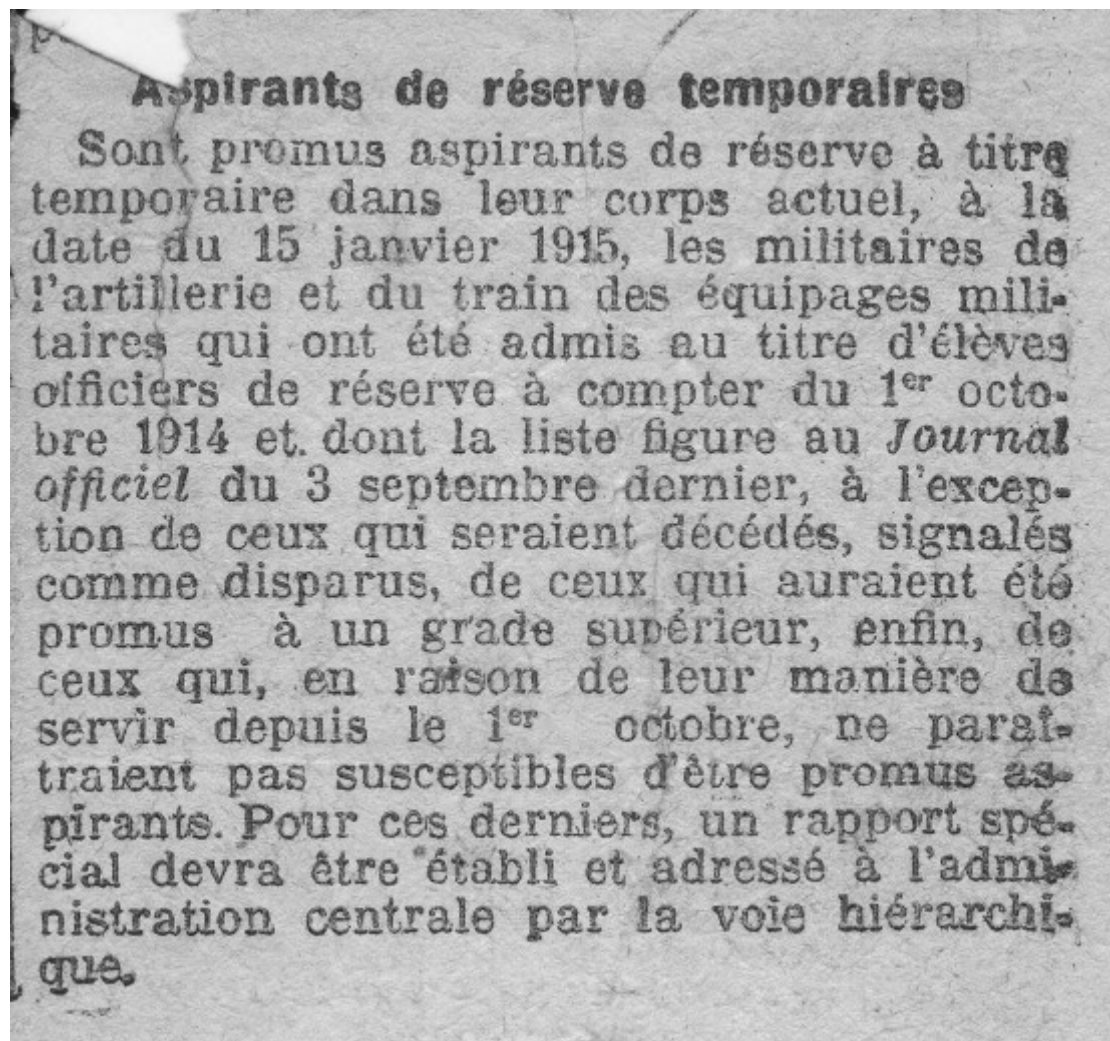 Aspirants de réserve temporaires
Sont promus aspirants de réserve à titre
temporaire dans leur corps actuel, à la
date du 15 janvier 1915, les militaires de
l'artillerie et du train des équipages mili-
taires qui ont été admis au titre d'élèves
officiers de réserve à compter du 1er octo-
bre 1914 et dont la liste figure au Journal
officiel du 3 septembre dernier, à l'excep-
tion de ceux qui seraient décédés, signalés
comme disparus, de ceux qui auraient été
promus à un grade supérieur, enfin, de
ceux qui, en raison de leur manière de
servir depuis le 1er octobre, ne paraî-
traient pas susceptibles d'être promus as-
pirants. Pour ces derniers, un rapport spé-
cial devra être établi et adressé à l'admi-
nistration centrale par la voie hiérarchi-
que.